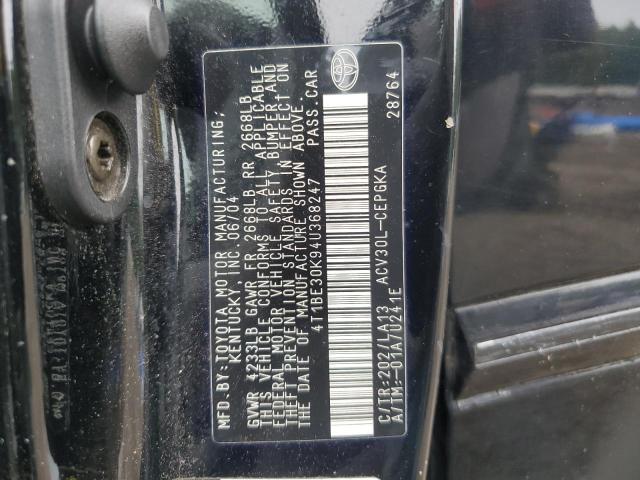 MFD.BY:TOYOTA MOTOR MANUFACTURING,
KENTUCKY, INC. 06/04
GVWR 4233LB GAWR FR 2668LB RR 2668LB
THIS VEHICLE CONFORMS TO ALL APPLICABLE
FEDERAL MOTOR VEHICLE SAFETY BUMPER, AND
THEFT PREVENTION STANDARDS IN EFFECT ON
THE DATE OF MANUFACTURE SHOWN ABOVE.
4T1BE30K94U368247 PASS.CAR
C/TR:202/LA13 ACV30L-CEPGKA
A/TM:-01A/U241E 28764